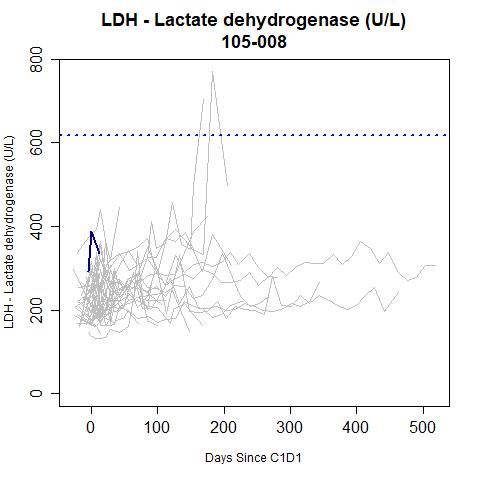 LDH - Lactate dehydrogenase (U/L)
105-008
LDH - Lactate dehydrogenase (U/L)
800
600
400
200
0
0 100 200 300 400 500
Days Since C1D1